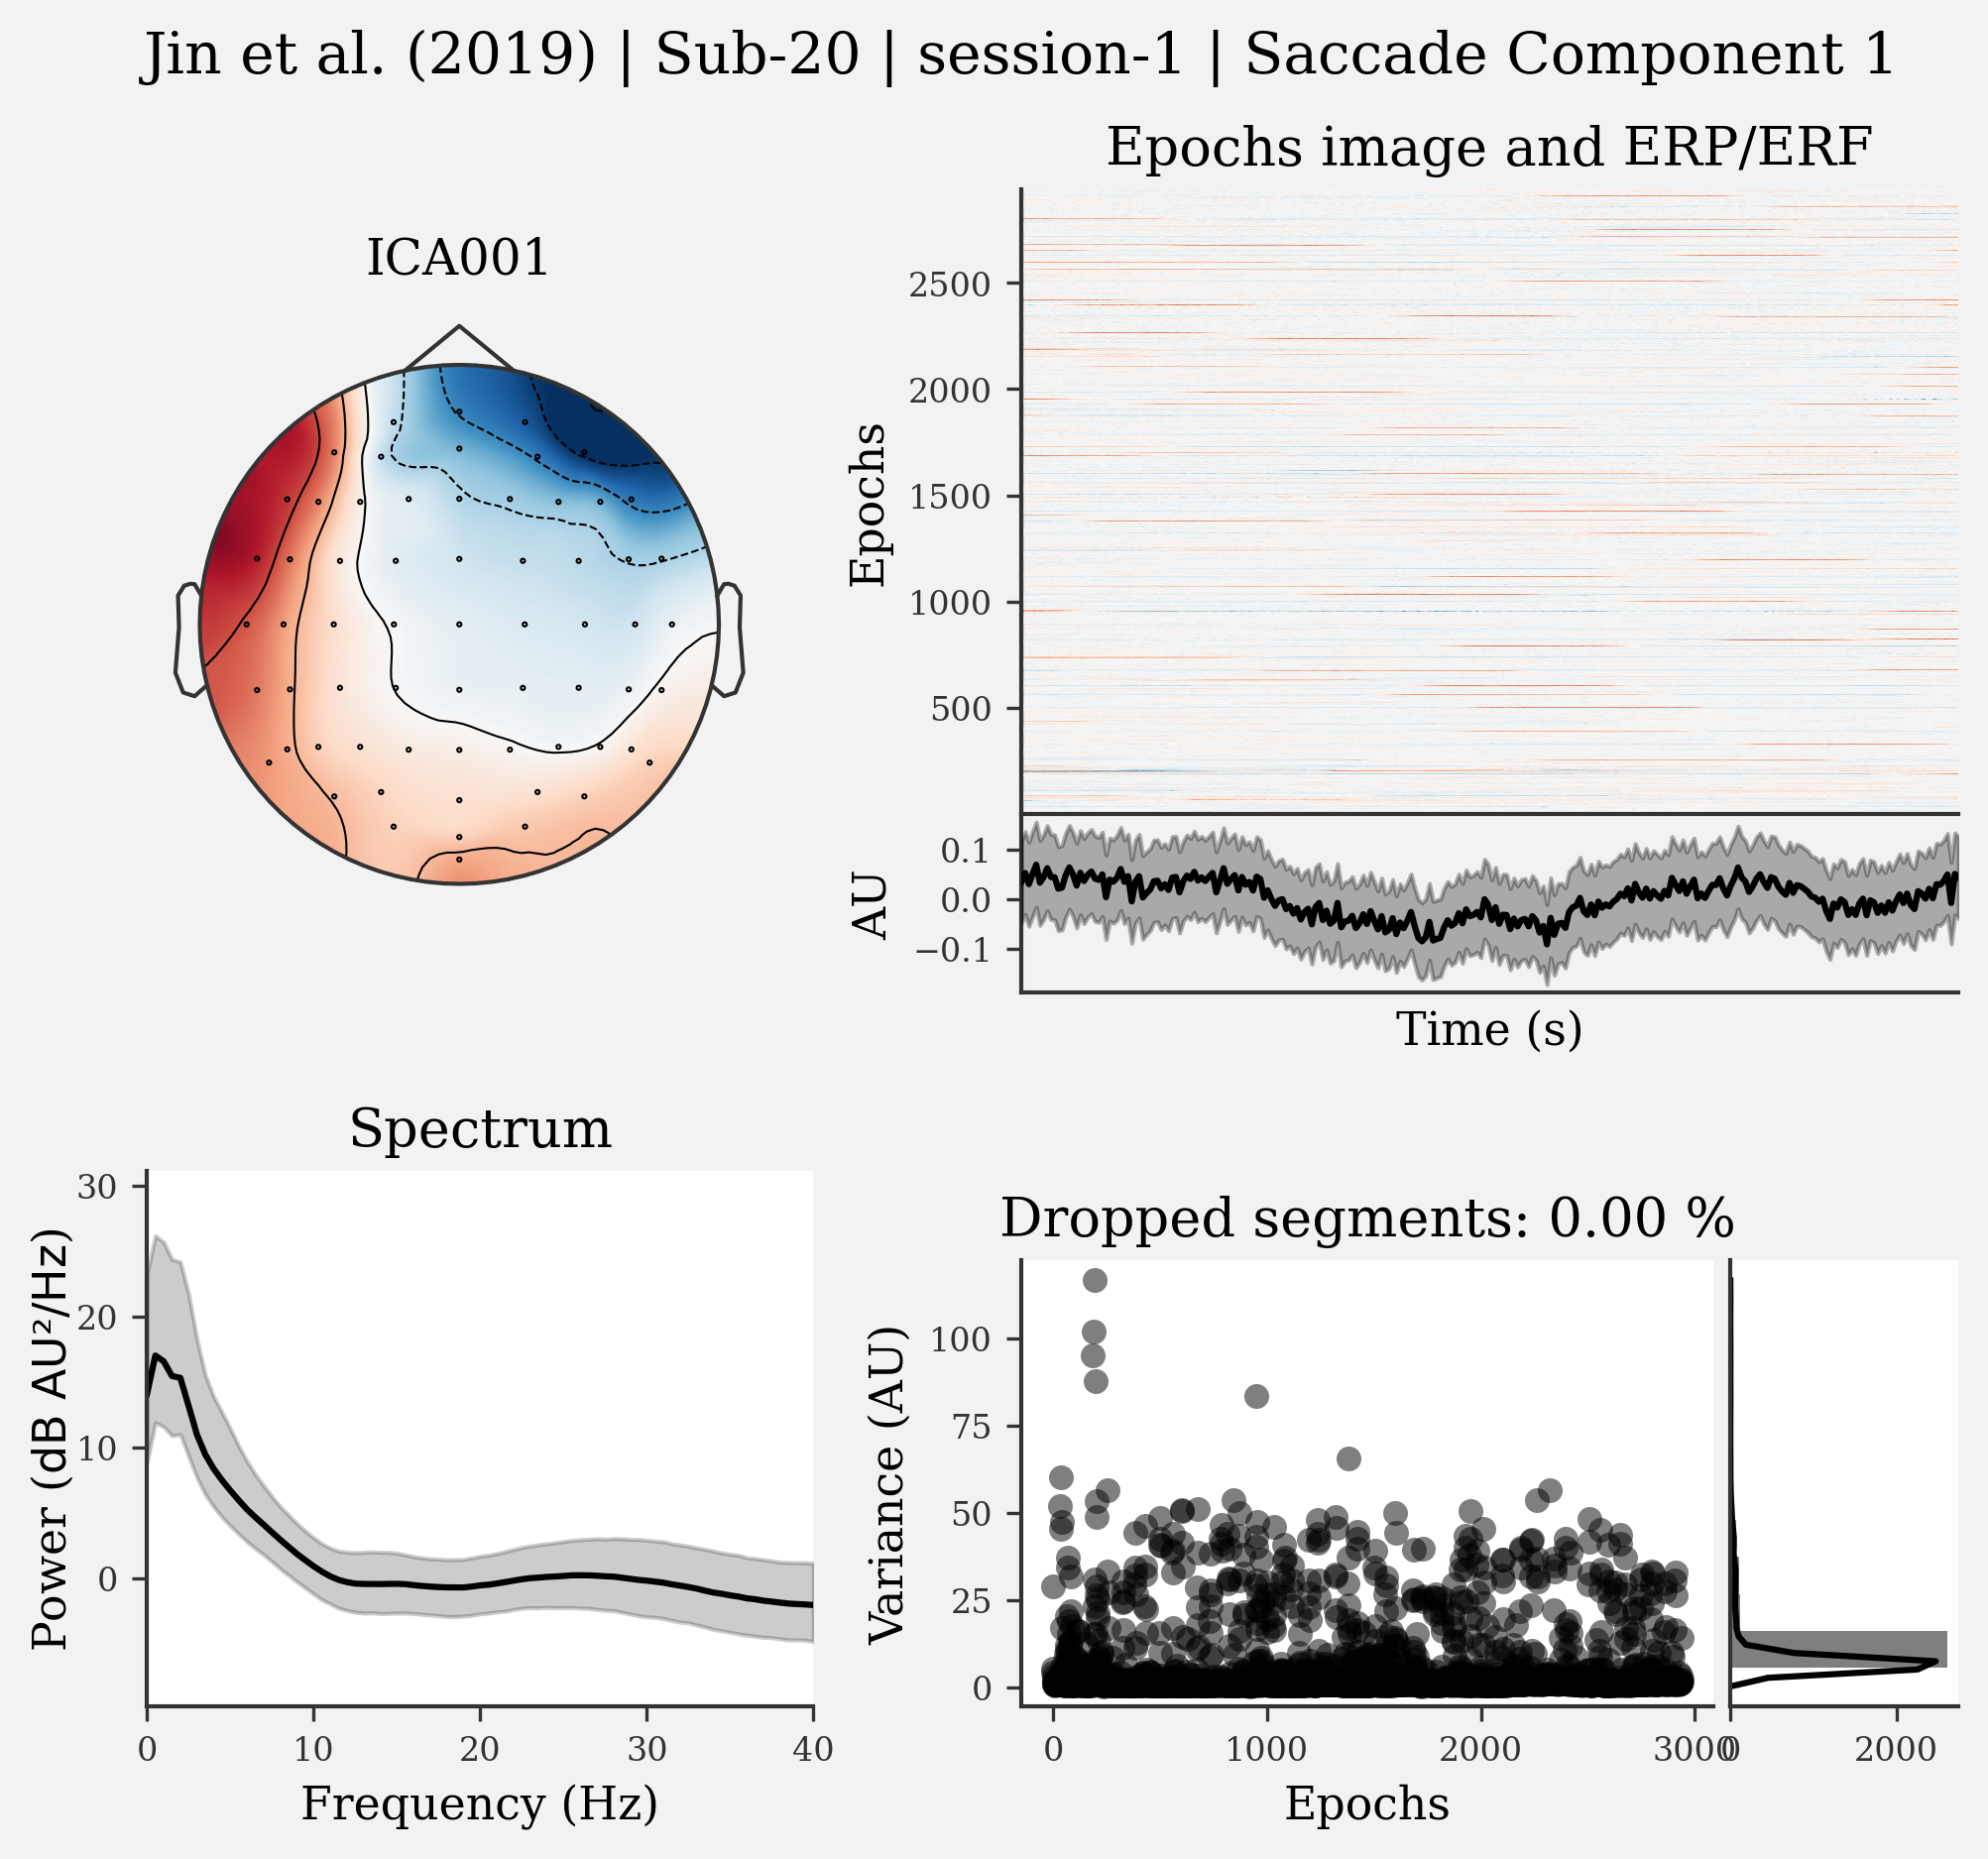 Jin et al. (2019) | Sub-20 | session-1 | Saccade Component 1
ICA001
Epochs image and ERP/ERF
Epochs
2500
2000
1500
1000
500
AU
0.1
0.0
−0.1
Time (s)
Spectrum
Power (dB AU²/Hz)
30
20
10
0
0 10 20 30 40
Frequency (Hz)
Dropped segments: 0.00 %
Variance (AU)
100
75
50
25
0
0 1000 2000 3000
Epochs
0 2000